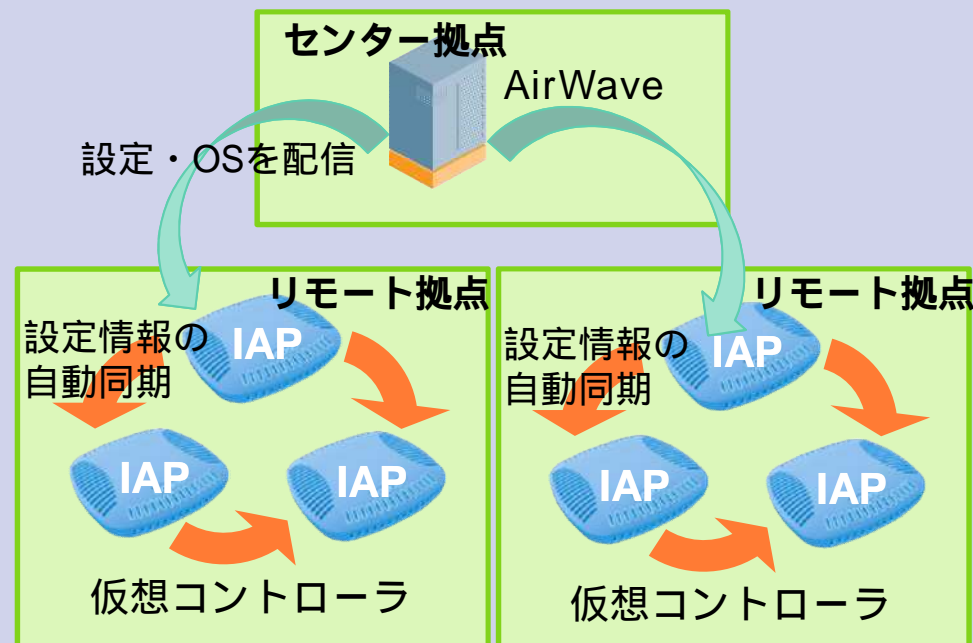 センター拠点
AirWave
設定・OSを配信
リモート拠点
設定情報の
自動同期
IAP
IAP
IAP
仮想コントローラ
リモート拠点
設定情報の
自動同期
IAP
IAP
IAP
仮想コントローラ